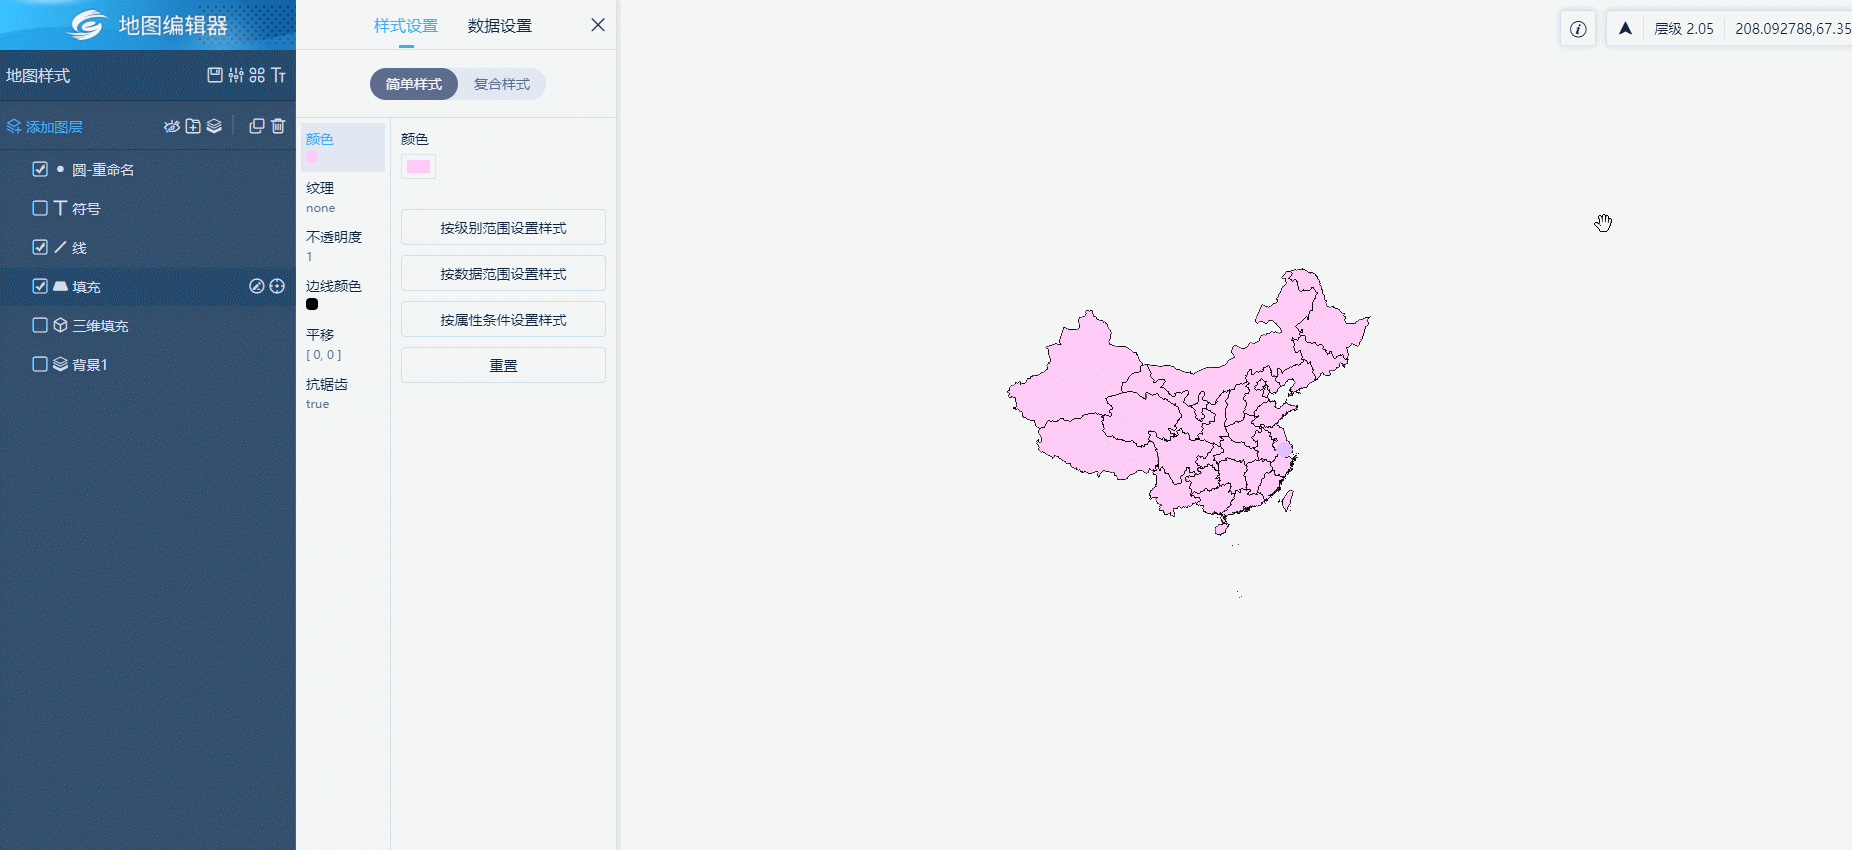 地图编辑器
地图样式
添加图层
圆-重命名
符号
线
填充
三维填充
背景1
样式设置 数据设置
简单样式 复合样式
颜色
纹理
none
不透明度
1
边线颜色
平移
[ 0, 0 ]
抗锯齿
true
颜色
按级别范围设置样式
按数据范围设置样式
按属性条件设置样式
重置
层级 2.05 208.092788,67.35